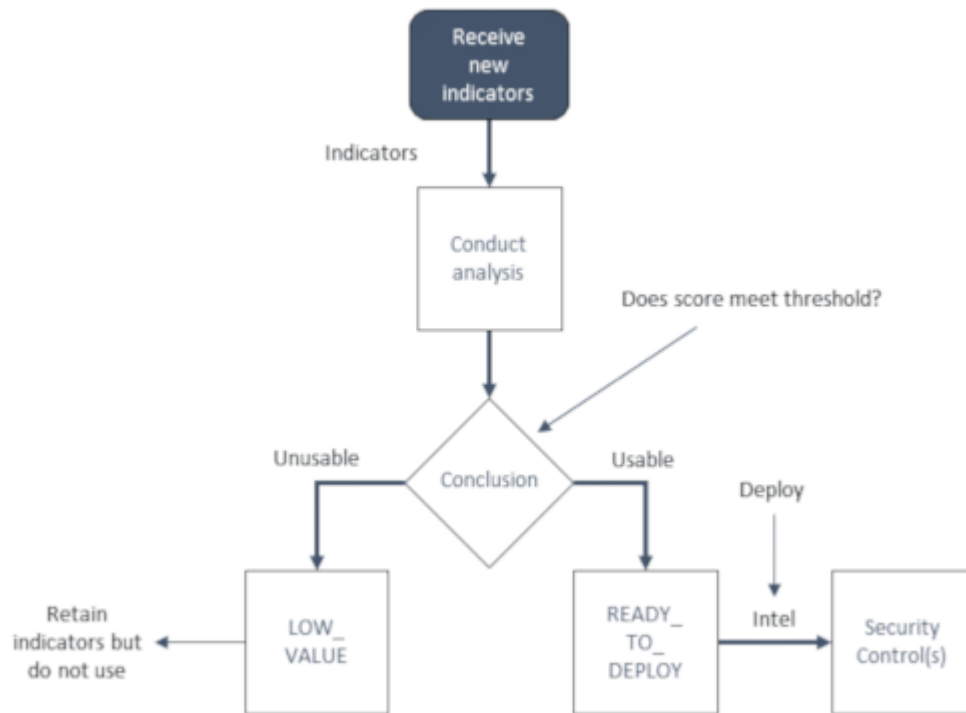 Receive
new
indicators
Indicators
Conduct
analysis
Does score meet threshold?
Unusable
Conclusion
Usable
Deploy
Retain
indicators but
do not use
LOW_
VALUE
READY_
TO_
DEPLOY
Intel
Security
Control(s)